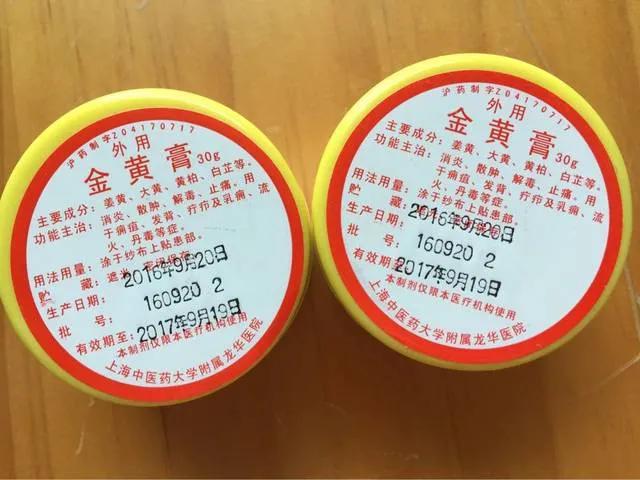 沪药制字Z04170717
外用
金黄膏 30g
主要成分：姜黄、大黄、黄柏、白芷等。
功能主治：消炎、散肿、解毒、止痛。用
于痈疽、发背、疔疖及乳痈、流
火、丹毒等症。
用法用量：涂于纱布上贴患部。
贮藏：遮光，密闭保存。
生产日期：2016年9月20日
批号：160920 2
有效期至：2017年9月19日
本制剂仅限本医疗机构使用
上海中医药大学附属龙华医院
沪药制字Z04170717
外用
金黄膏 30g
主要成分：姜黄、大黄、黄柏、白芷等。
功能主治：消炎、散肿、解毒、止痛。用
于痈疽、发背、疔疖及乳痈、流
火、丹毒等症。
用法用量：涂于纱布上贴患部。
贮藏：
生产日期：2016年9月20日
批号：160920 2
有效期至：2017年9月19日
本制剂仅限本医疗机构使用
上海中医药大学附属龙华医院